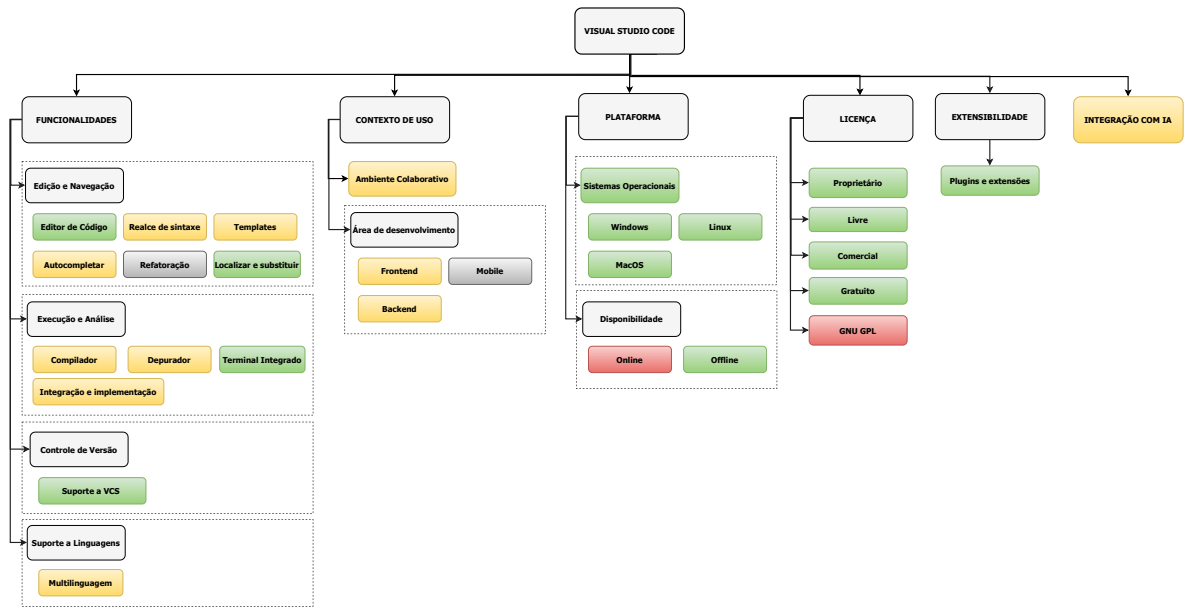 VISUAL STUDIO CODE
FUNCIONALIDADES
Edição e Navegação
Editor de Código
Realce de sintaxe
Templates
Autocompletar
Refatoração
Localizar e substituir
Execução e Análise
Compilador
Depurador
Terminal Integrado
Integração e implementação
Controle de Versão
Suporte a VCS
Suporte a Linguagens
Multilinguagem
CONTEXTO DE USO
Ambiente Colaborativo
Área de desenvolvimento
Frontend
Mobile
Backend
PLATAFORMA
Sistemas Operacionais
Windows
Linux
MacOS
Disponibilidade
Online
Offline
LICENÇA
Proprietário
Livre
Comercial
Gratuito
GNU GPL
EXTENSIBILIDADE
Plugins e extensões
INTEGRAÇÃO COM IA